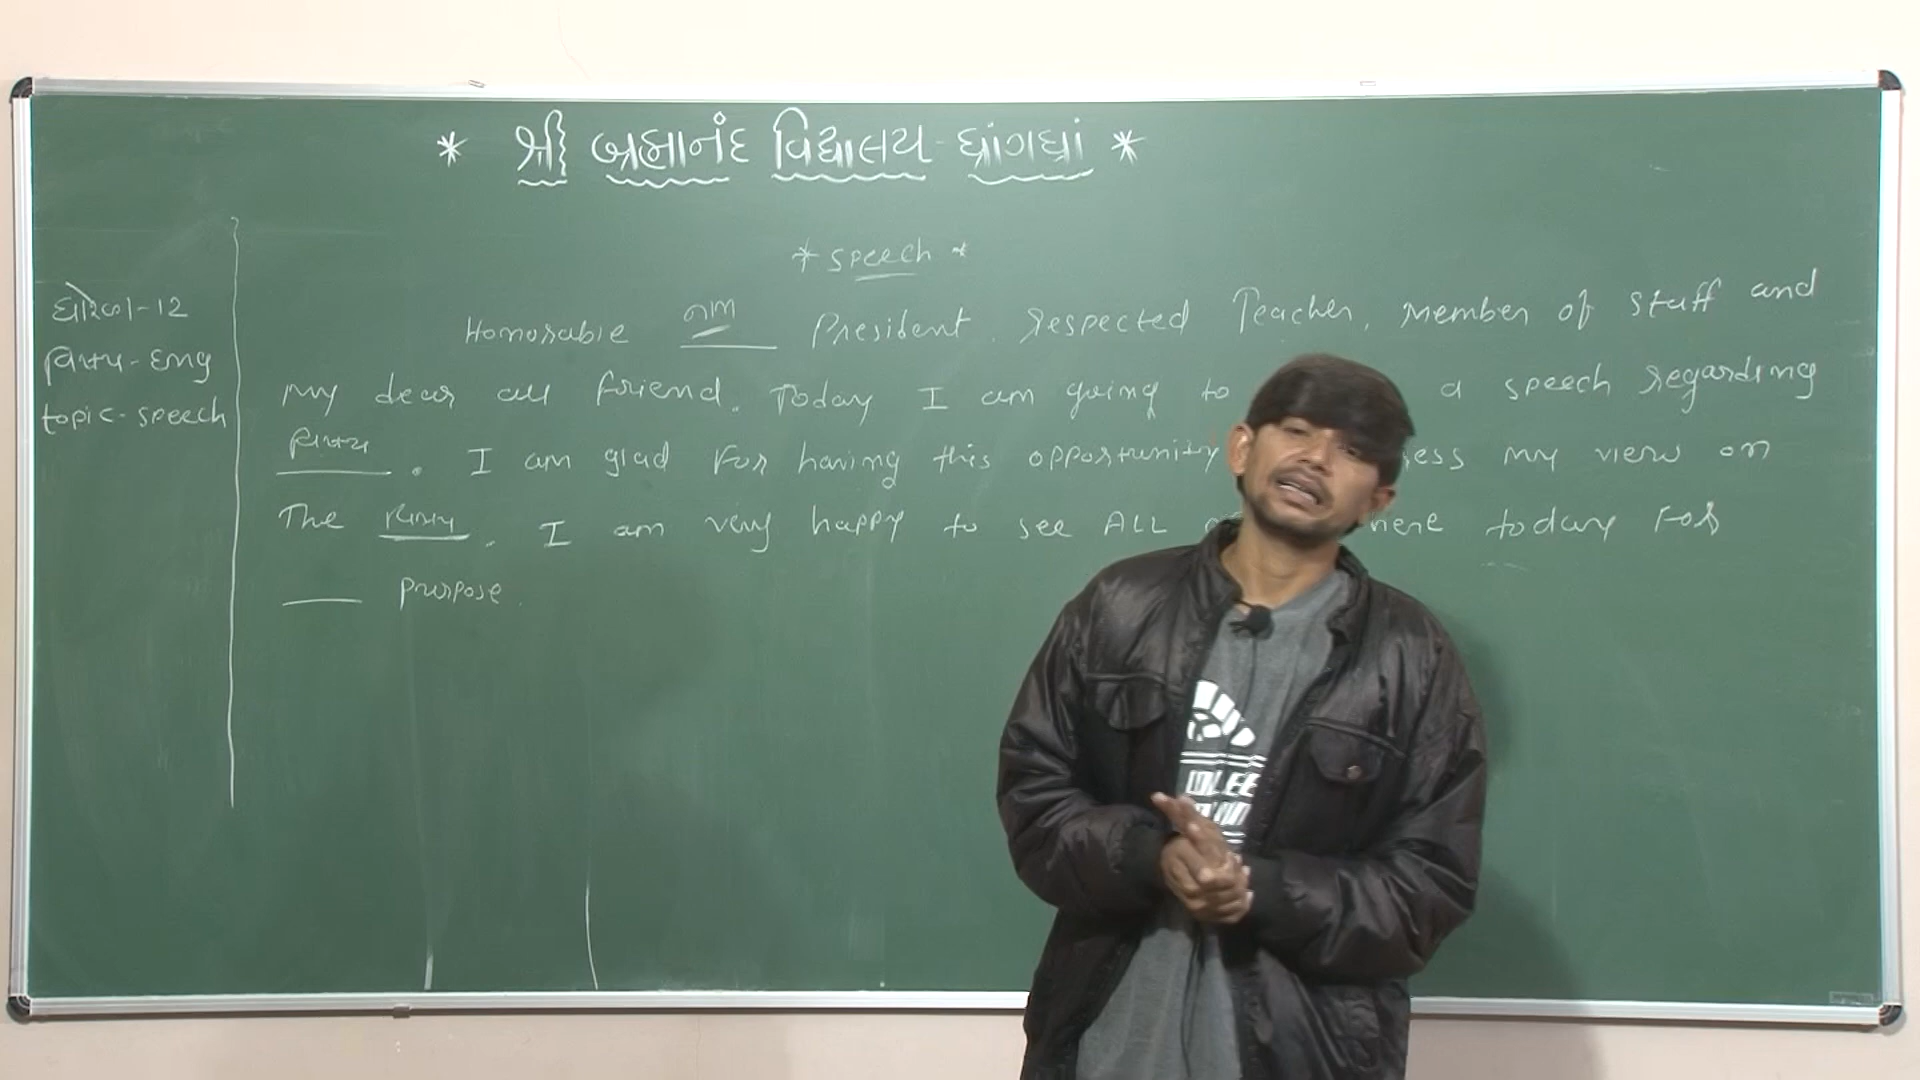 * શ્રી બ્રહ્માનંદ વિદ્યાલય - ધ્રાંગધ્રાં *
* speech *
ધોરણ-12
વિષય-Eng
topic-speech
Honorable નામ President. respected Teacher, member of staff and
my dear all friend. Today I am going to a speech regarding
વિષય. I am glad for having this opportunity my view on
The વિષય. I am very happy to see ALL here today For
___ purpose.